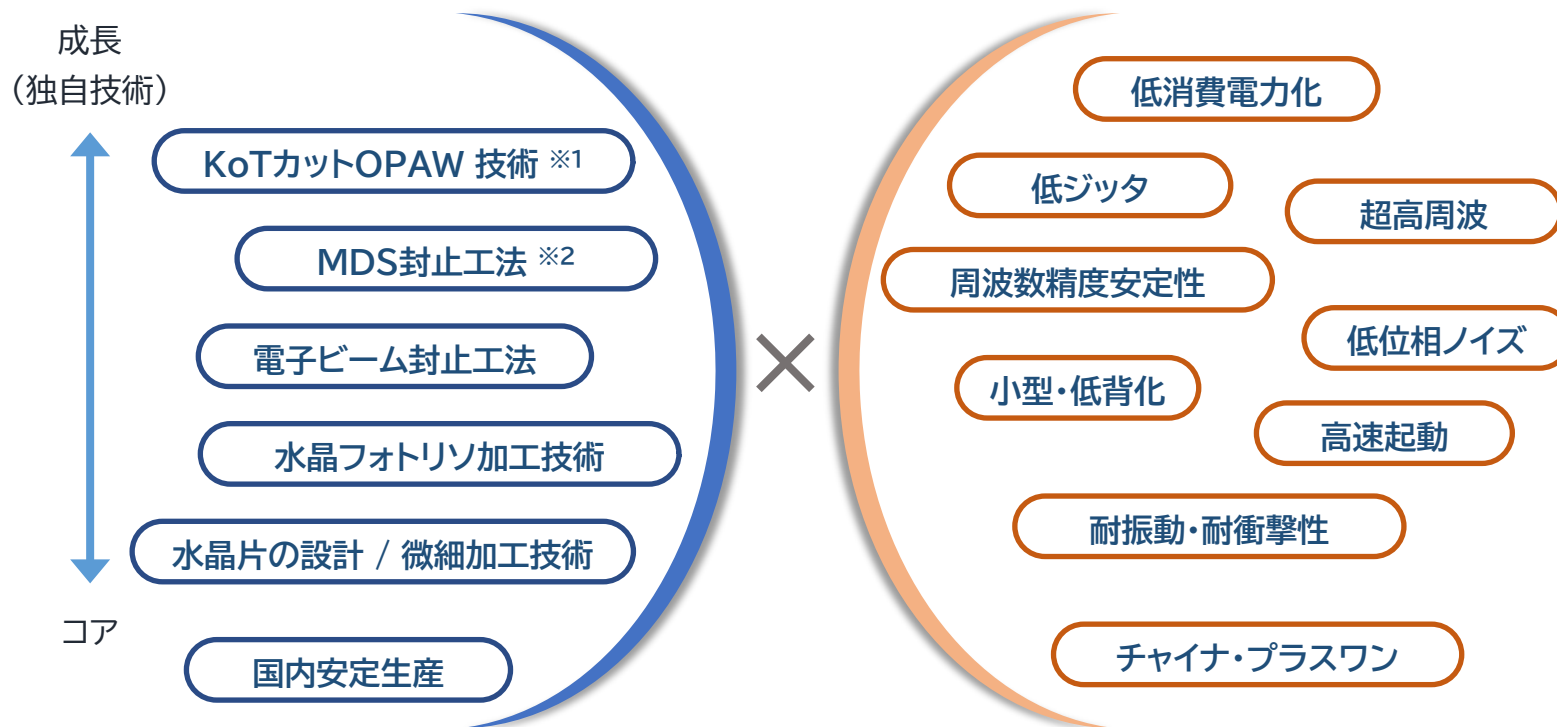 成長
（独自技術）
KoTカットOPAW 技術 ※1
MDS封止工法 ※2
電子ビーム封止工法
水晶フォトリソ加工技術
水晶片の設計 / 微細加工技術
コア
国内安定生産
×
低消費電力化
低ジッタ
超高周波
周波数精度安定性
低位相ノイズ
小型・低背化
高速起動
耐振動・耐衝撃性
チャイナ・プラスワン